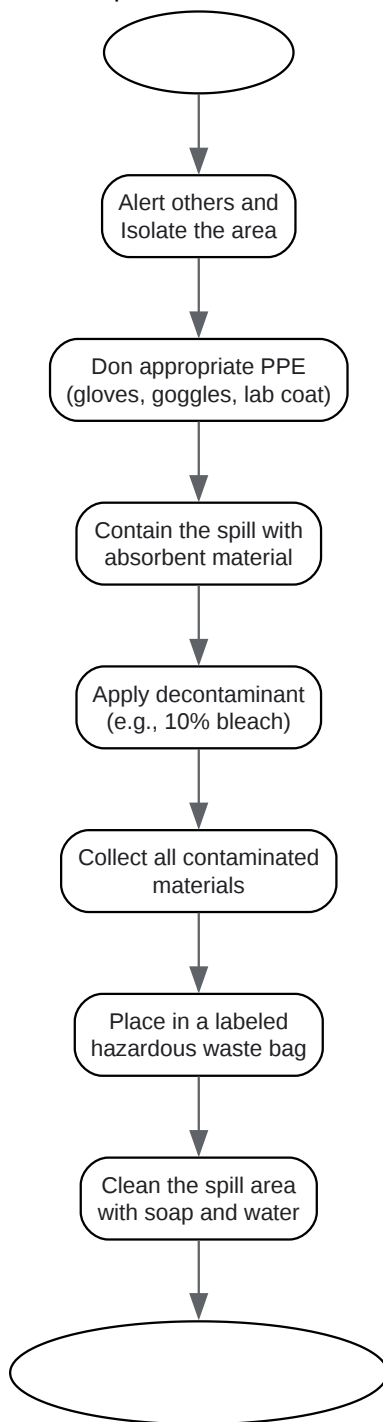 Alert others and
Isolate the area
Don appropriate PPE
(gloves, goggles, lab coat)
Contain the spill with
absorbent material
Apply decontaminant
(e.g., 10% bleach)
Collect all contaminated
materials
Place in a labeled
hazardous waste bag
Clean the spill area
with soap and water